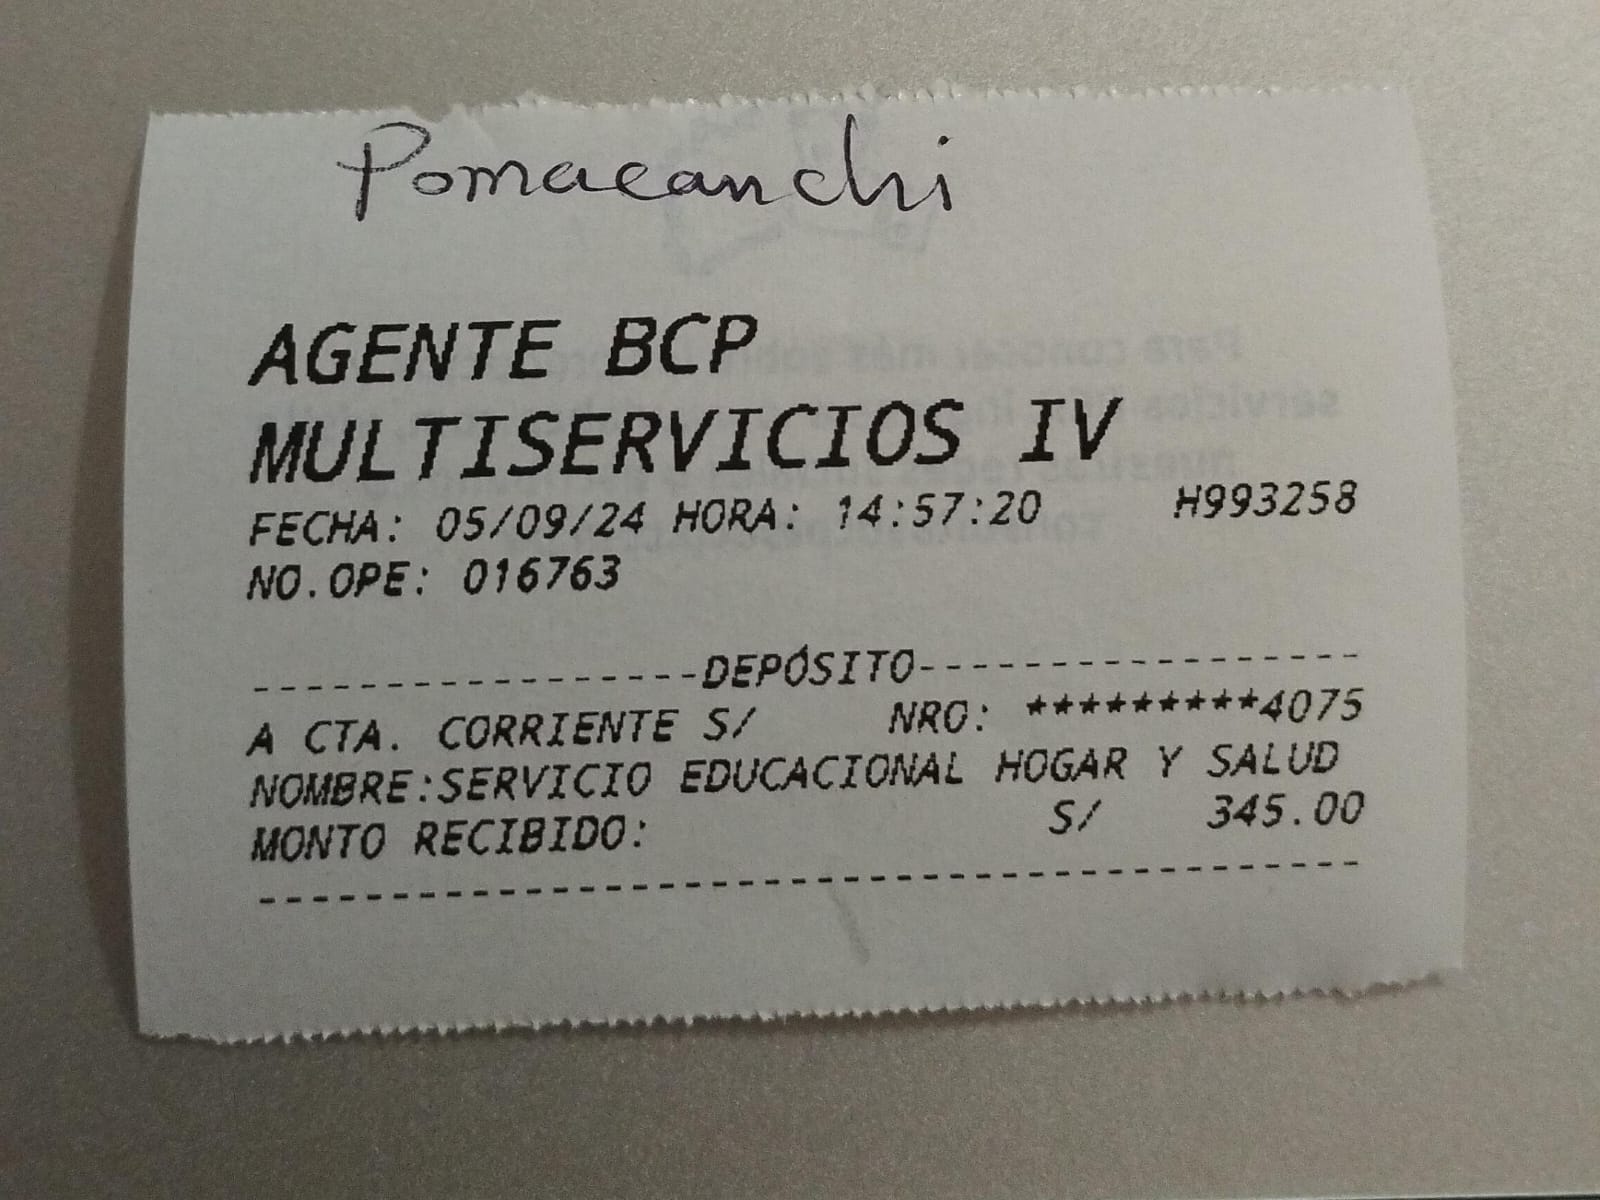 Pomacanchi
AGENTE BCP
MULTISERVICIOS IV
FECHA: 05/09/24 HORA: 14:57:20 H993258
NO.OPE: 016763
------------------DEPÓSITO-----------------
A CTA. CORRIENTE S/ NRO: *********4075
NOMBRE:SERVICIO EDUCACIONAL HOGAR Y SALUD
MONTO RECIBIDO: S/ 345.00
-------------------------------------------